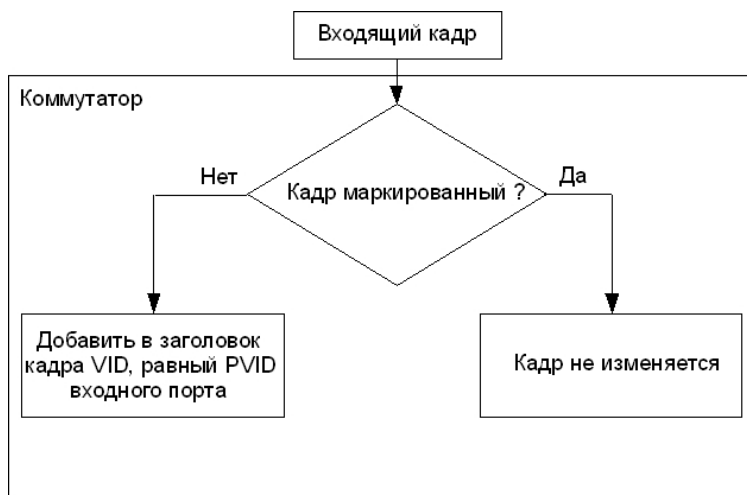 Входящий кадр
Коммутатор
Нет
Кадр маркированный ?
Да
Добавить в заголовок
кадра VID, равный PVID
входного порта
Кадр не изменяется